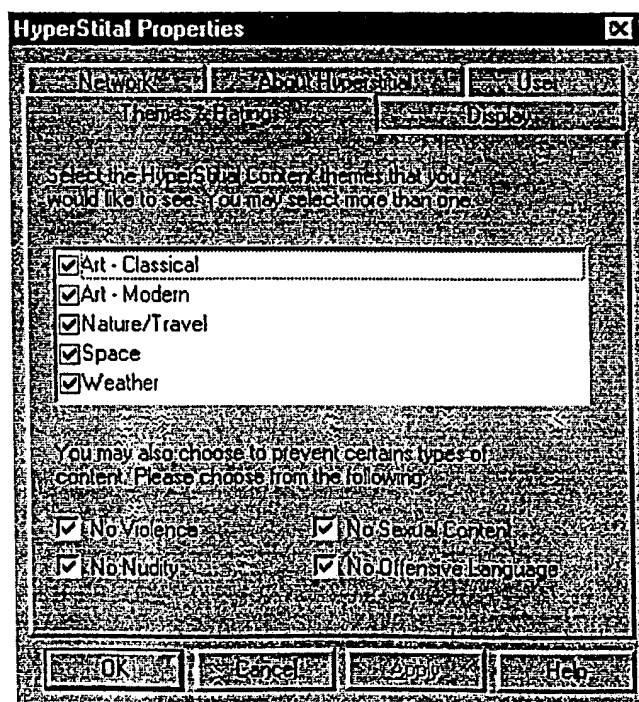 HyperStital Properties
Network About Hyperstitial User
Themes & Ratings Display
Select the HyperStitial Content themes that you
would like to see. You may select more than one.
Art - Classical
Art - Modern
Nature/Travel
Space
Weather
You may also choose to prevent certains types of
content. Please choose from the following:
No Violence No Sexual Content
No Nudity No Offensive Language
OK Cancel Apply Help